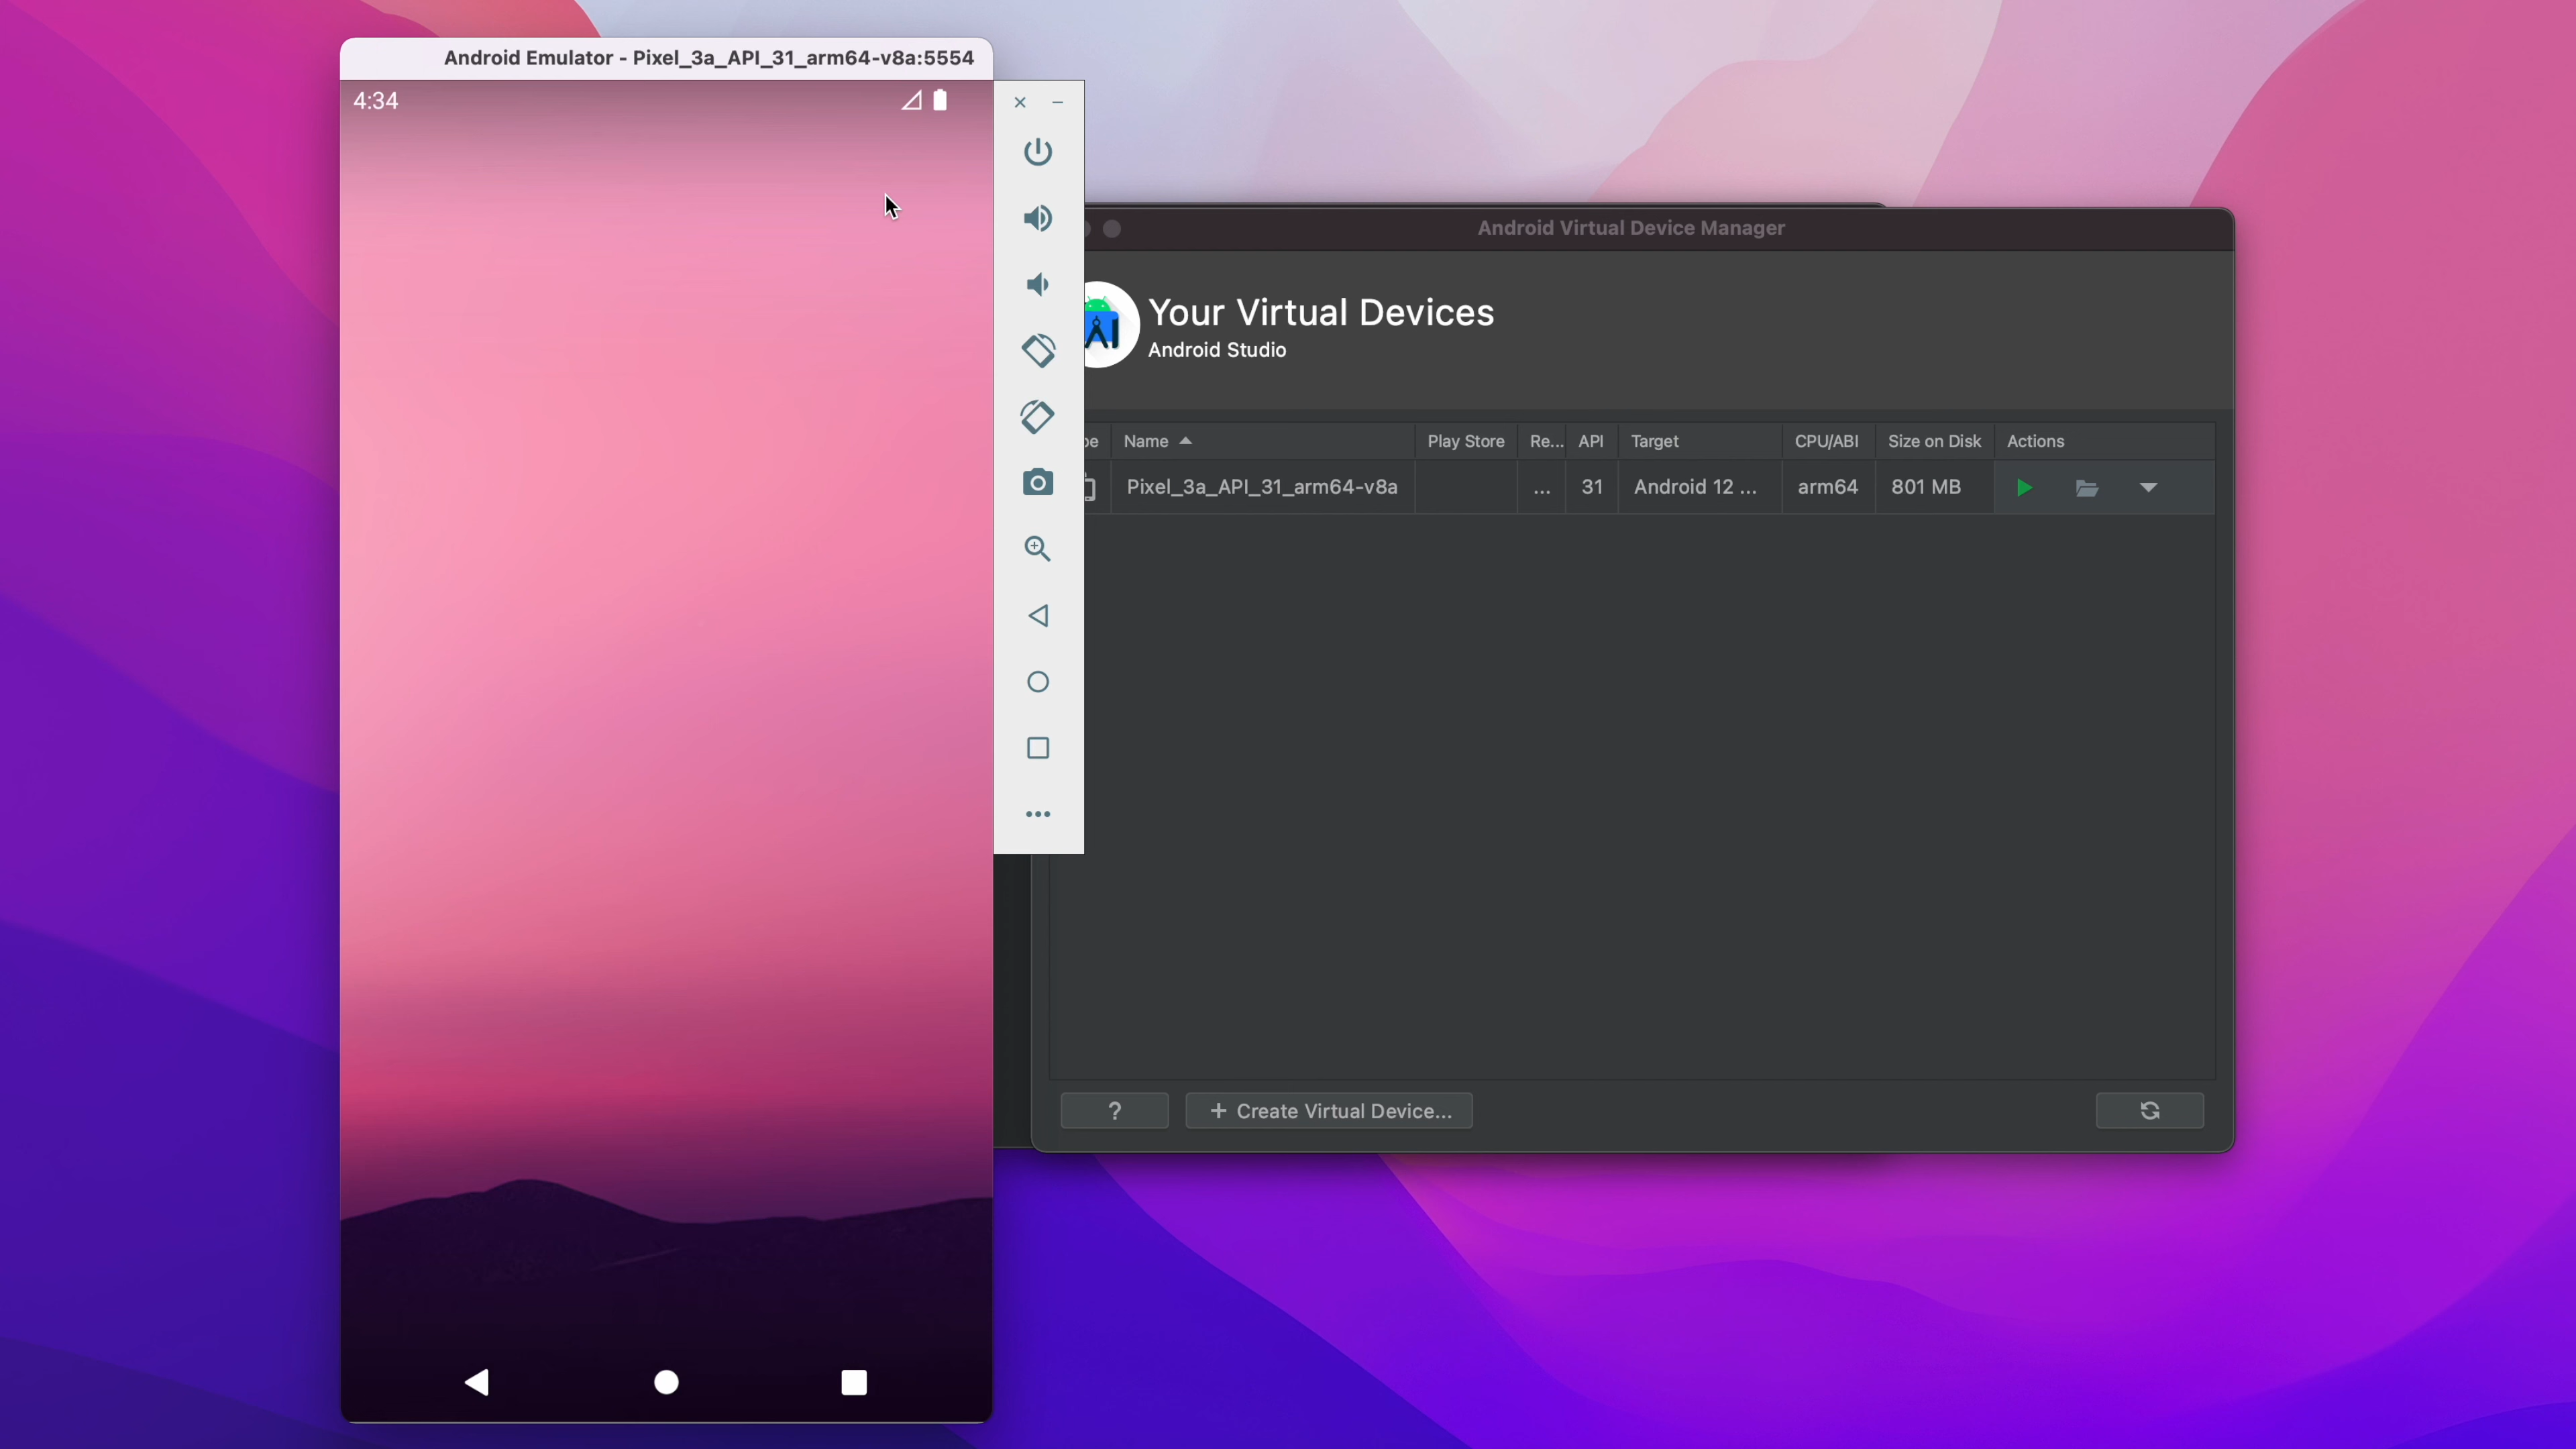 Android Emulator - Pixel_3a_API_31_arm64-v8a:5554
4:34
Android Virtual Device Manager
Your Virtual Devices
Android Studio
Name Play Store Re... API Target CPU/ABI Size on Disk Actions
Pixel_3a_API_31_arm64-v8a ... 31 Android 12 ... arm64 801 MB
? + Create Virtual Device...